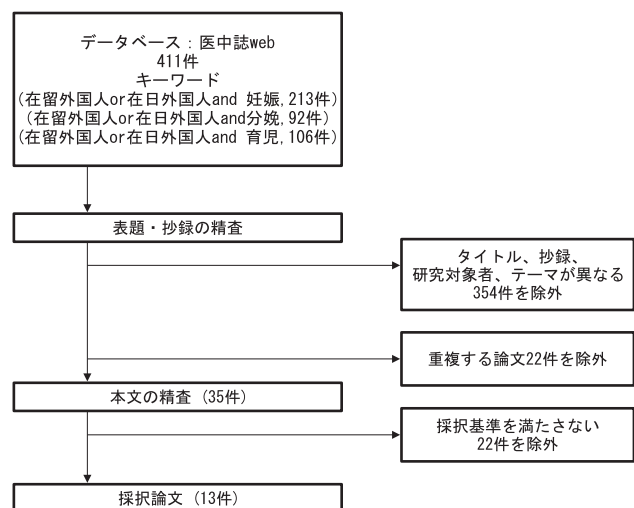 データベース：医中誌web
411件
キーワード
(在留外国人or在日外国人and 妊娠,213件)
(在留外国人or在日外国人and分娩,92件)
(在留外国人or在日外国人and 育児,106件)
表題・抄録の精査
タイトル、抄録、
研究対象者、テーマが異なる
354件を除外
重複する論文22件を除外
本文の精査 (35件)
採択基準を満たさない
22件を除外
採択論文 (13件)